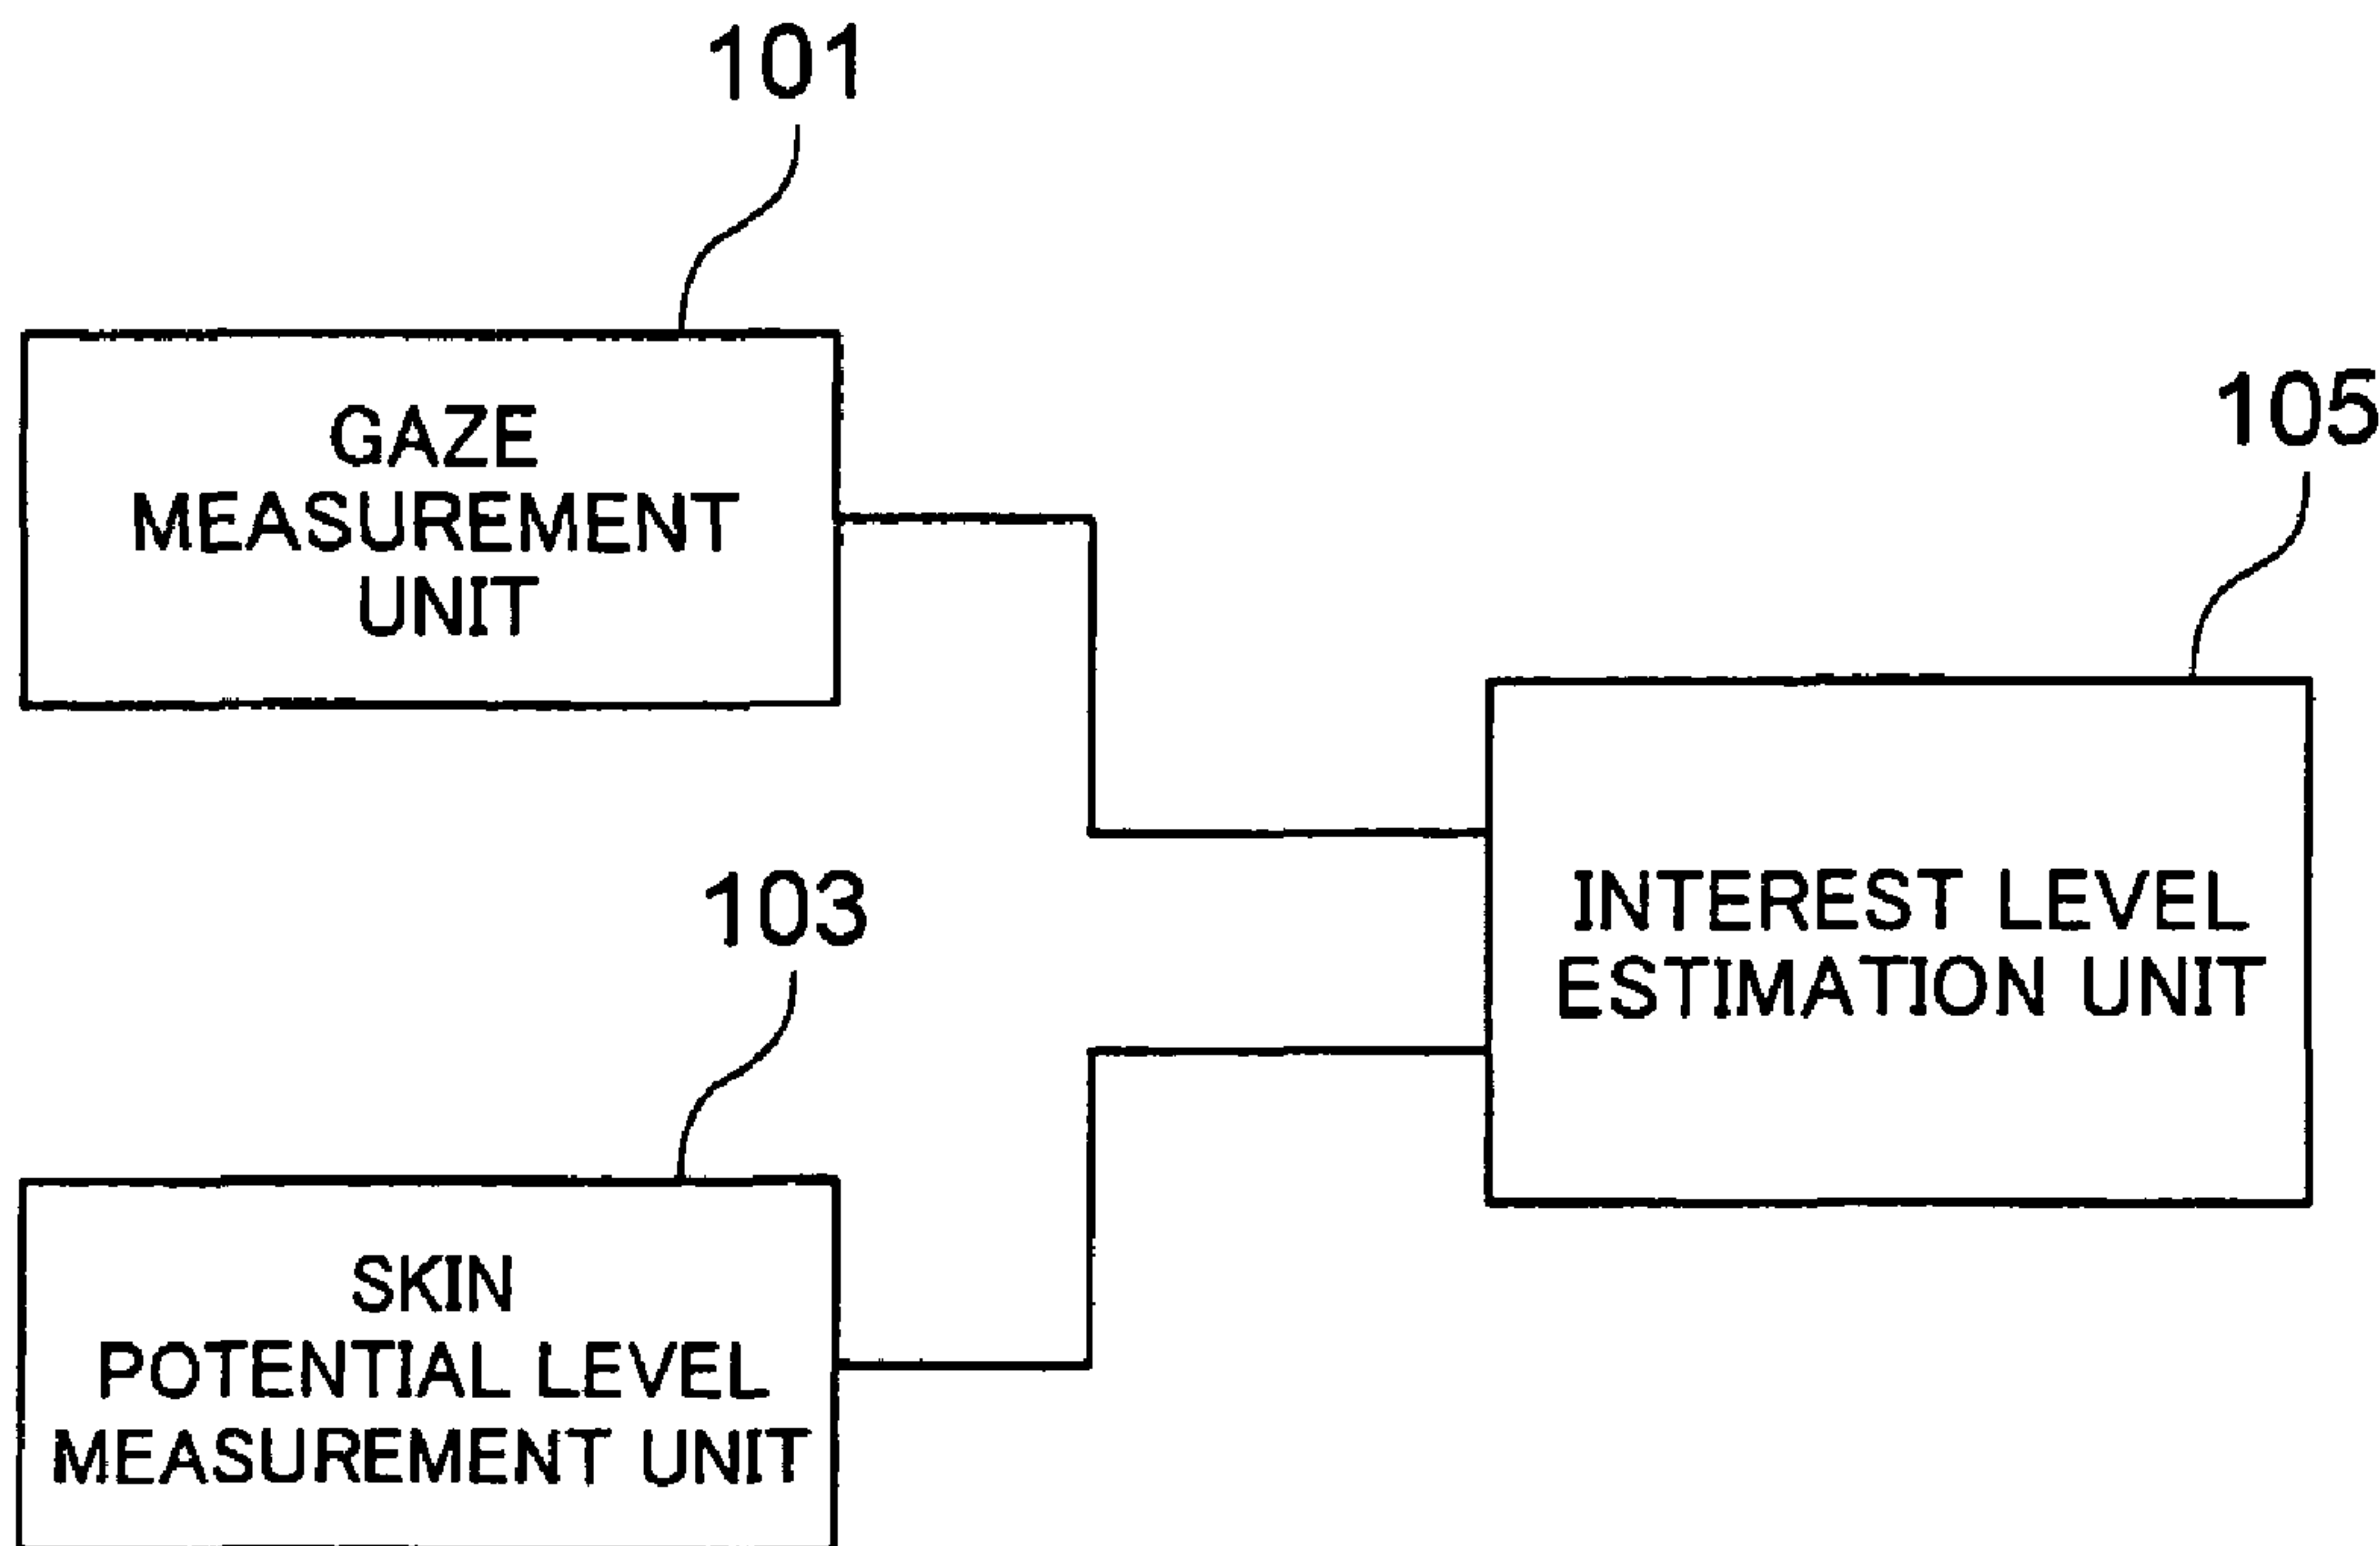 101
GAZE
MEASUREMENT
UNIT
105
103
INTEREST LEVEL
ESTIMATION UNIT
SKIN
POTENTIAL LEVEL
MEASUREMENT UNIT